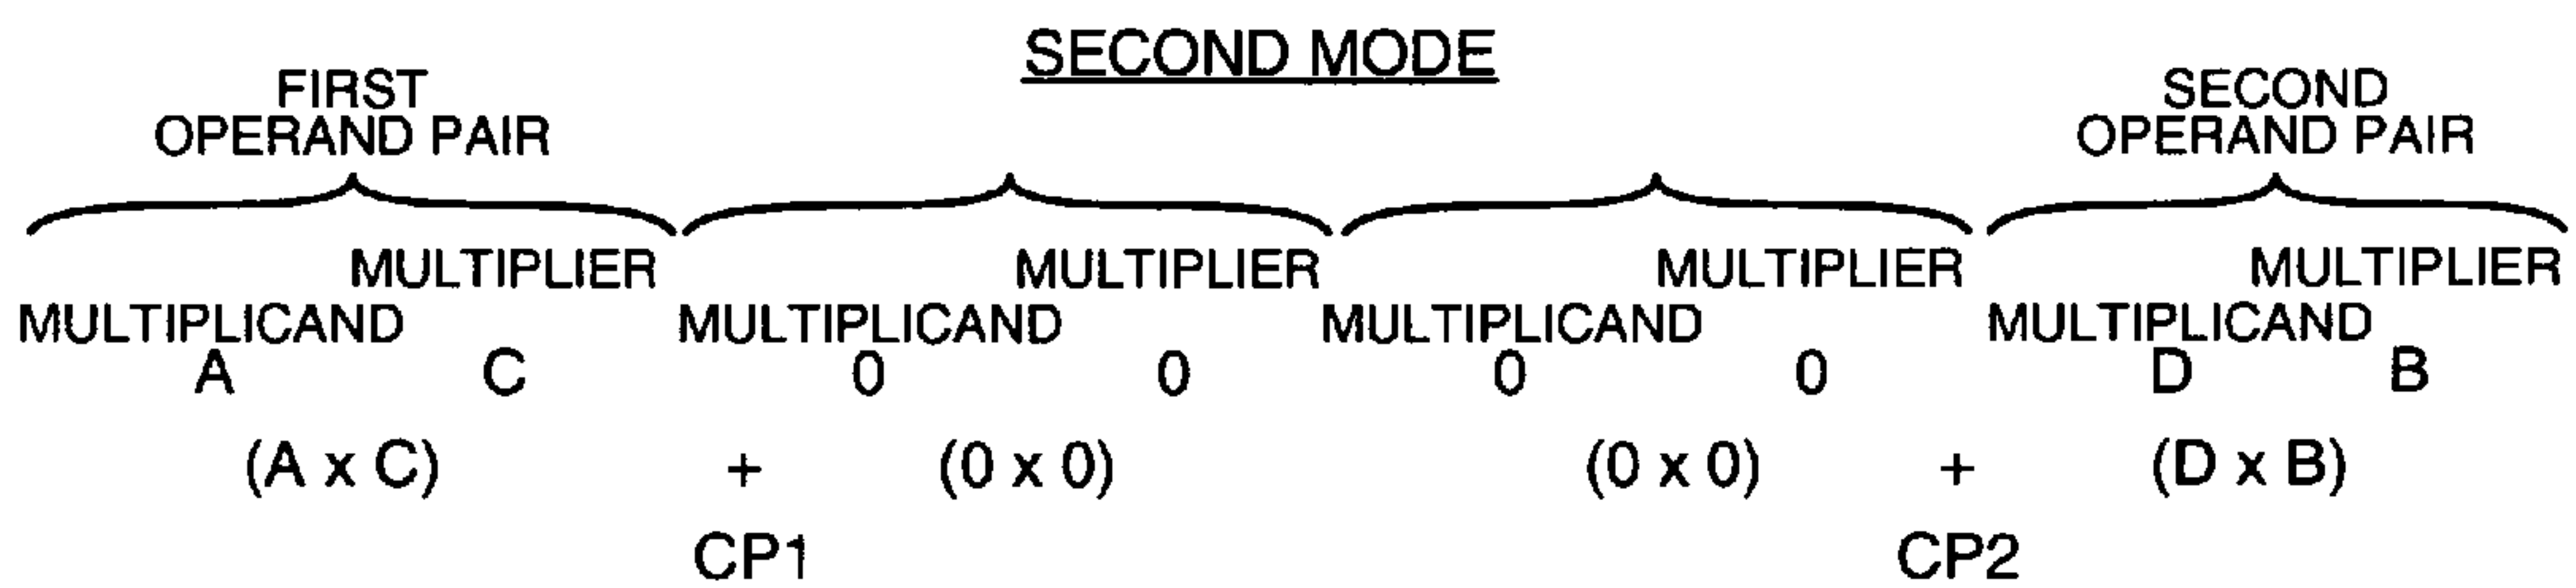 SECOND MODE
FIRST
OPERAND PAIR
SECOND
OPERAND PAIR
MULTIPLIER MULTIPLIER MULTIPLIER MULTIPLIER
MULTIPLICAND MULTIPLICAND MULTIPLICAND MULTIPLICAND
A C 0 0 0 0 D B
(A x C) + (0 x 0) (0 x 0) + (D x B)
CP1 CP2